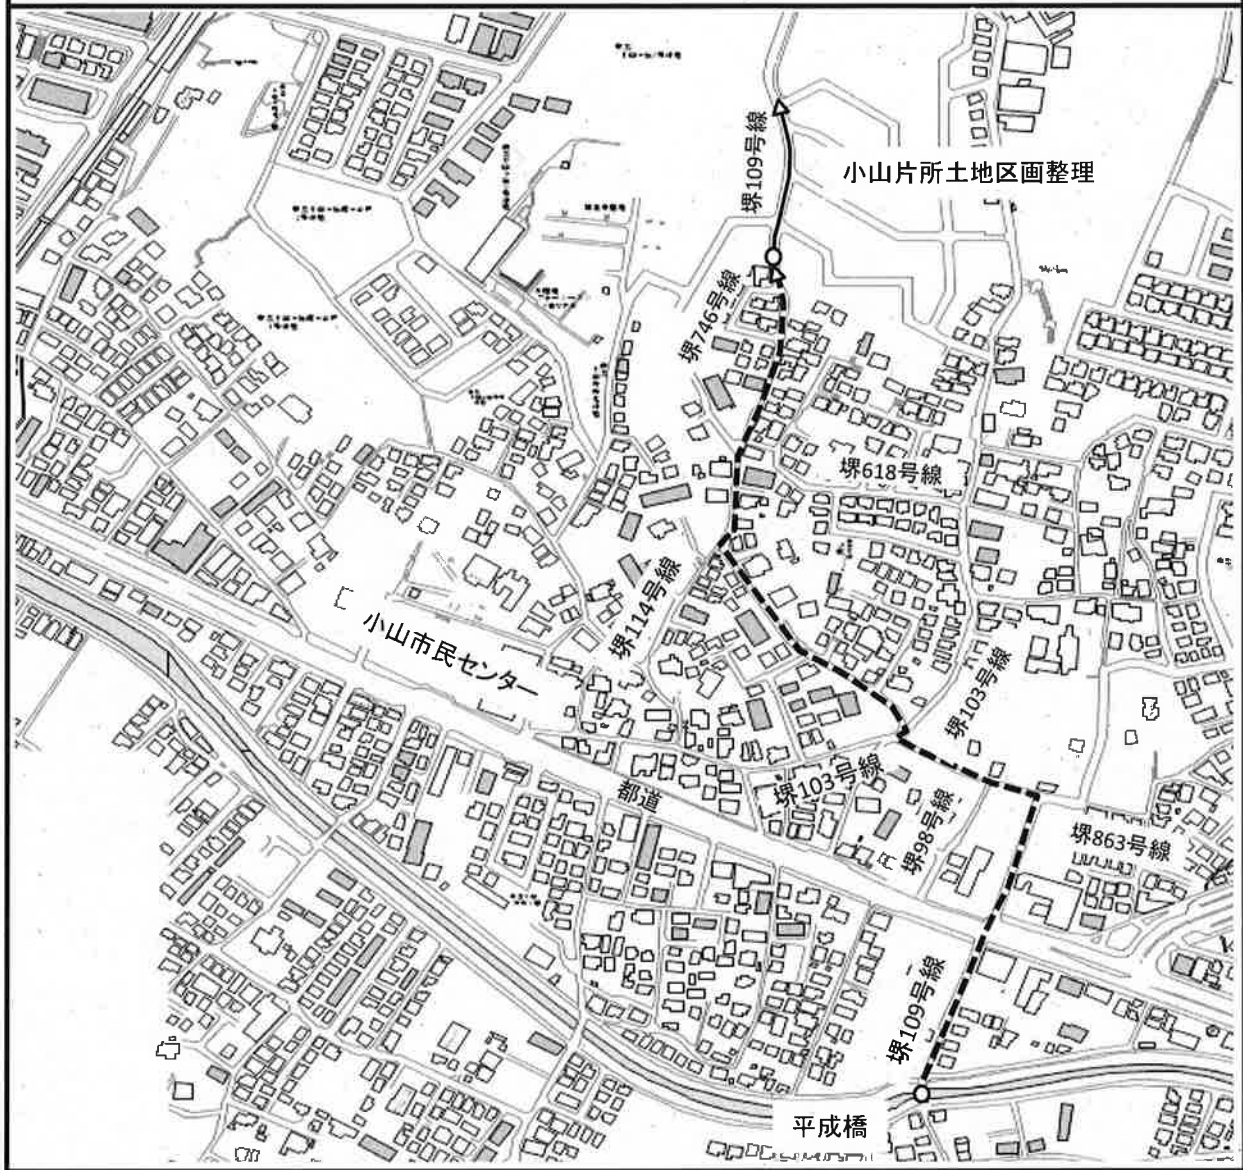 堺109号線
小山片所土地区画整理
堺746号線
堺618号線
堺114号線
小山市民センター
堺103号線
都道
堺103号線
堺98号線
堺863号線
堺109号線
平成橋